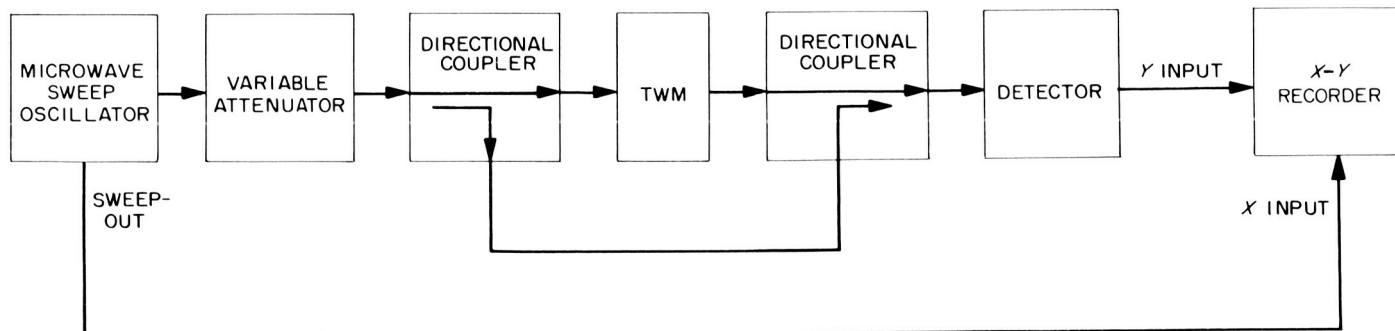 MICROWAVE
SWEEP
OSCILLATOR
VARIABLE
ATTENUATOR
DIRECTIONAL
COUPLER
TWM
DIRECTIONAL
COUPLER
DETECTOR
Y INPUT
X-Y
RECORDER
SWEEP-
OUT
X INPUT